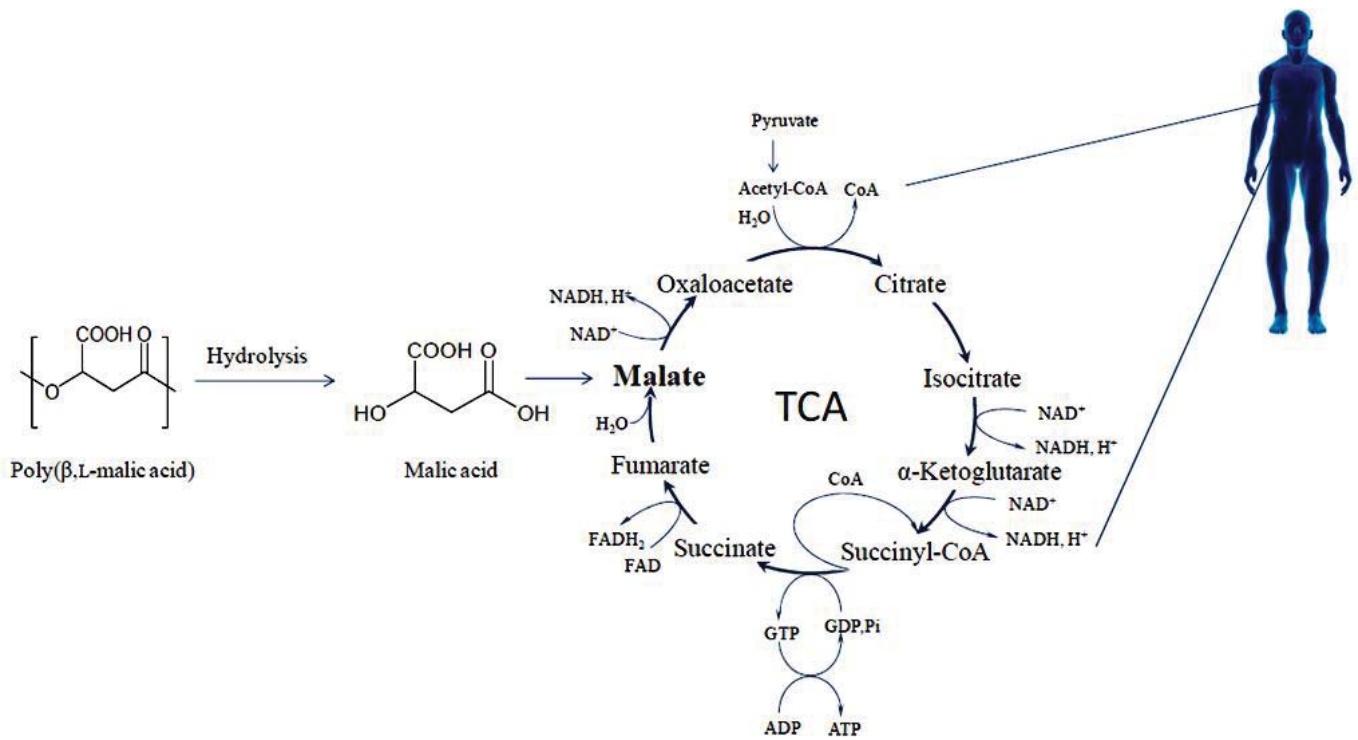 Pyruvate
Acetyl-CoA CoA
H₂O
Oxaloacetate
Citrate
NADH, H⁺
NAD⁺
COOH O
O
Hydrolysis
COOH O
HO
OH
Malate
TCA
Isocitrate
NAD⁺
NADH, H⁺
H₂O
Poly(β,L-malic acid)
Malic acid
Fumarate
α-Ketoglutarate
CoA
NAD⁺
NADH, H⁺
FADH₂
FAD
Succinate
Succinyl-CoA
GTP
GDP,Pi
ADP
ATP